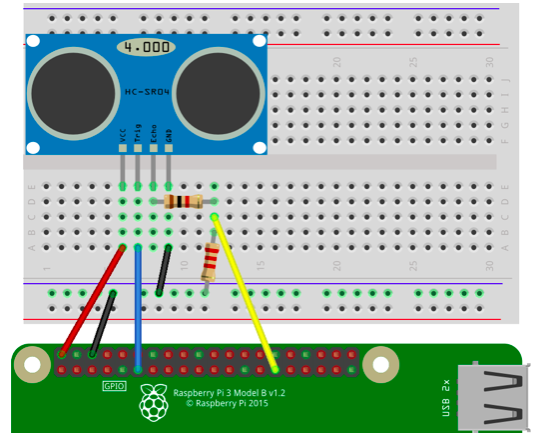 4.000
HC-SR04
VCC
Trig
Echo
GND
20
25
30
J
I
H
G
F
E
D
C
B
A
E
D
C
B
A
1
10
15
20
25
30
GPIO
Raspberry Pi 3 Model B v1.2
© Raspberry Pi 2015
USB 2x